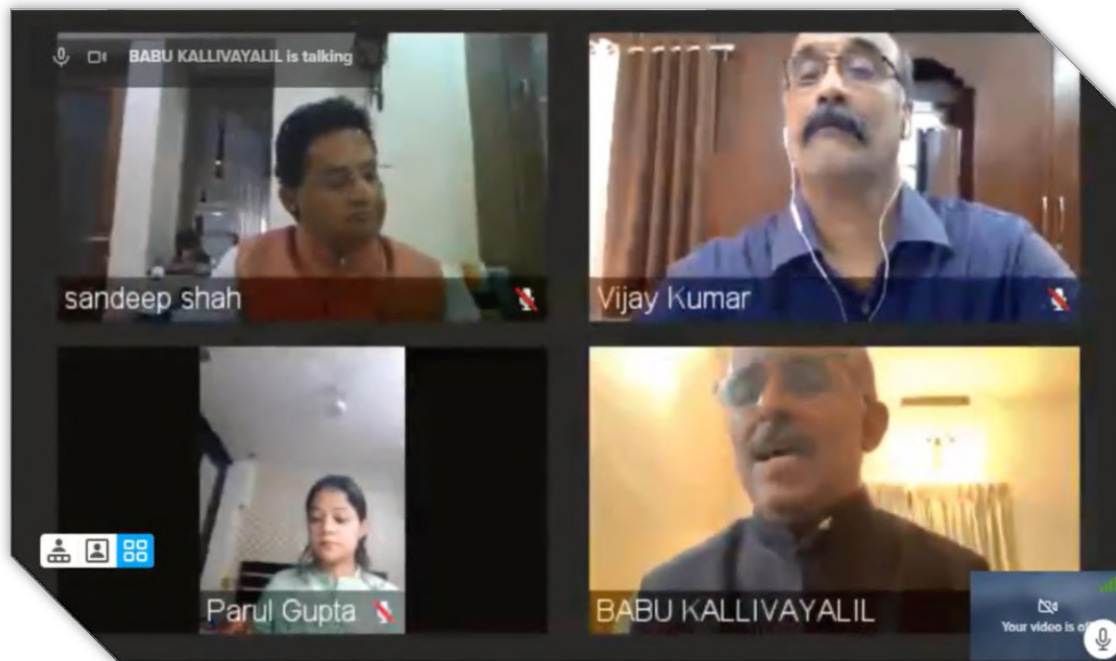 BABU KALLIVAYALIL is talking
sandeep shah
Vijay Kumar
Parul Gupta
BABU KALLIVAYALIL
Your video is